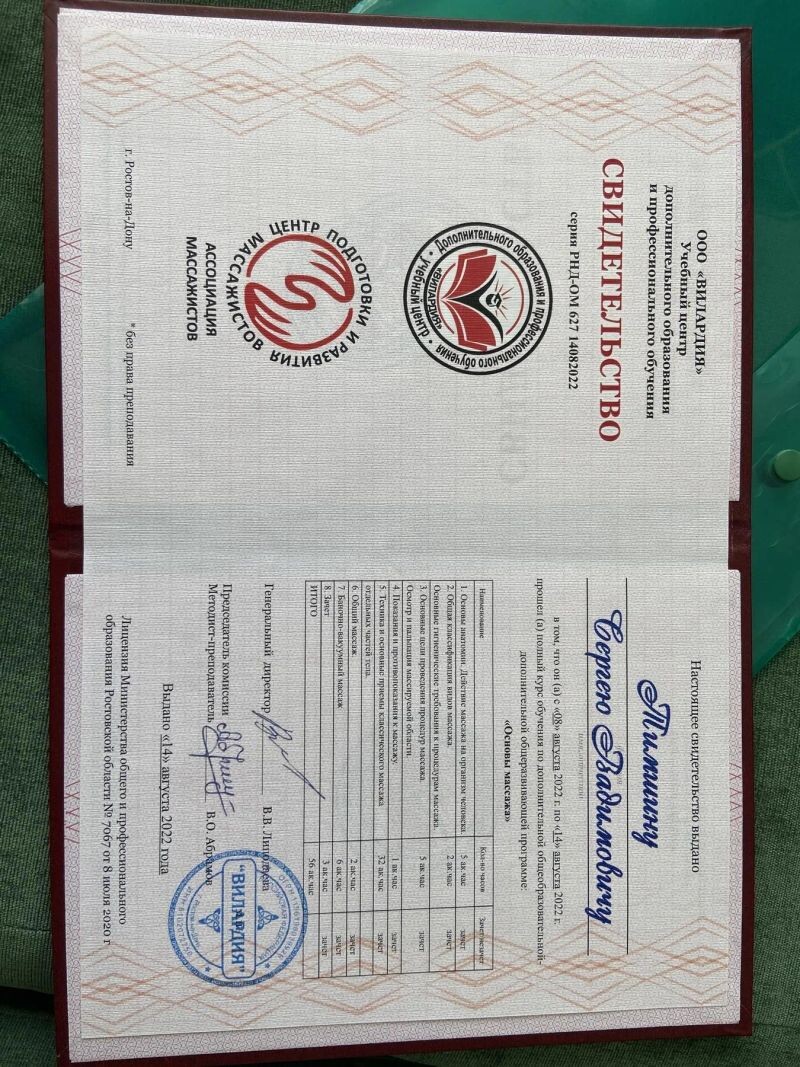 ООО «ВИЛАРДИЯ»
Учебный центр
дополнительного образования
и профессионального обучения
СВИДЕТЕЛЬСТВО
серия РНД-ОМ 627 14082022
Дополнительного образования и профессионального обучения
• учебный центр •
«ВИЛАРДИЯ»
ЦЕНТР ПОДГОТОВКИ И РАЗВИТИЯ
МАССАЖИСТОВ
АССОЦИАЦИЯ
МАССАЖИСТОВ
г. Ростов-на-Дону
* без права преподавания
Настоящее свидетельство выдано
Тимшину
Сергею Вадимовичу
в том, что он (а) с «08» августа 2022 г. по «14» августа 2022 г.
прошел (а) полный курс обучения по дополнительной общеобразовательной-
дополнительной общеразвивающей программе:
«Основы массажа»
Наименование Кол-во часов Зачет/незачет
1. Основы анатомии. Действие массажа на организм человека. 5 ак.час зачет
2. Общая классификация видов массажа. 2 ак.час зачет
Основные гигиенические требования к процедурам массажа.
3. Основные цели проведения процедур массажа. 5 ак.час зачет
Осмотр и пальпация массируемой области.
4. Показания и противопоказания к массажу. 1 ак.час зачет
5. Техника и основные приемы классического массажа 32 ак.час зачет
отдельных частей тела.
6. Общий массаж. 2 ак.час зачет
7. Баночно-вакуумный массаж 6 ак.час зачет
8. Зачет 3 ак.час зачет
ИТОГО 56 ак.час
Генеральный директор В.В.
Председатель комиссии
Методист-преподаватель В.О. Абрамов
"ВИЛАРДИЯ"
Выдано «14» августа 2022 года
Лицензия Министерства общего и профессионального
образования Ростовской области № 7067 от 8 июля 2020 г